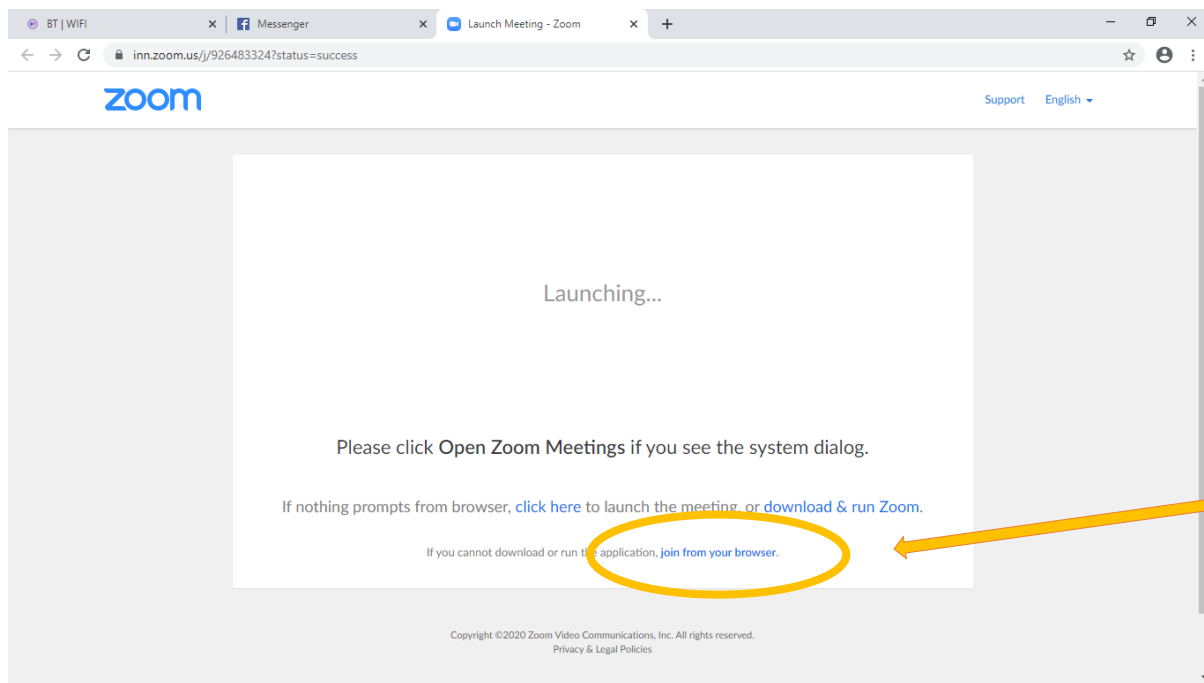 BT | WIFI
Messenger
Launch Meeting - Zoom
inn.zoom.us/j/926483324?status=success
zoom
Support English
Launching...
Please click Open Zoom Meetings if you see the system dialog.
If nothing prompts from browser, click here to launch the meeting, or download & run Zoom.
If you cannot download or run the application, join from your browser.
Copyright ©2020 Zoom Video Communications, Inc. All rights reserved.
Privacy & Legal Policies